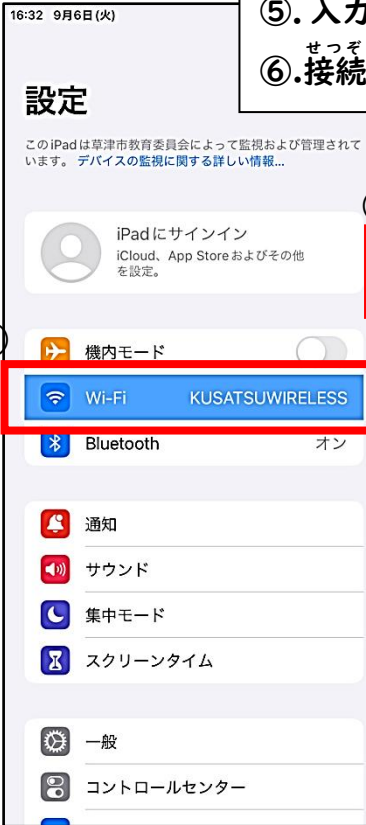 ⑤. 入力
せつぞ
⑥.接続
16:32 9月6日(火)
設定
このiPadは草津市教育委員会によって監視および管理されて
います。 デバイスの監視に関する詳しい情報...
iPadにサインイン
iCloud、App Storeおよびその他
を設定。
機内モード
Wi-Fi KUSATSUWIRELESS
Bluetooth オン
通知
サウンド
集中モード
スクリーンタイム
一般
コントロールセンター